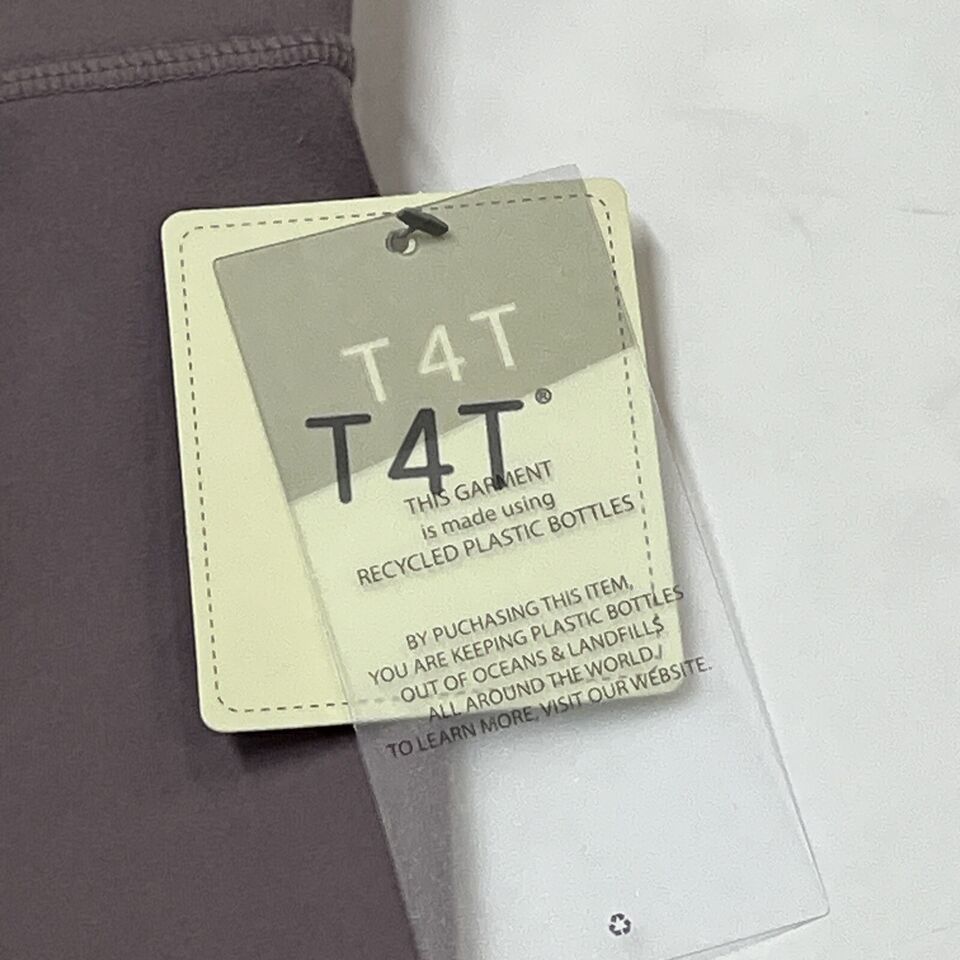 T4T
T4T®
THIS GARMENT
is made using
RECYCLED PLASTIC BOTTLES
BY PUCHASING THIS ITEM,
YOU ARE KEEPING PLASTIC BOTTLES
OUT OF OCEANS & LANDFILLS
ALL AROUND THE WORLD./
TO LEARN MORE, VISIT OUR WEBSITE.